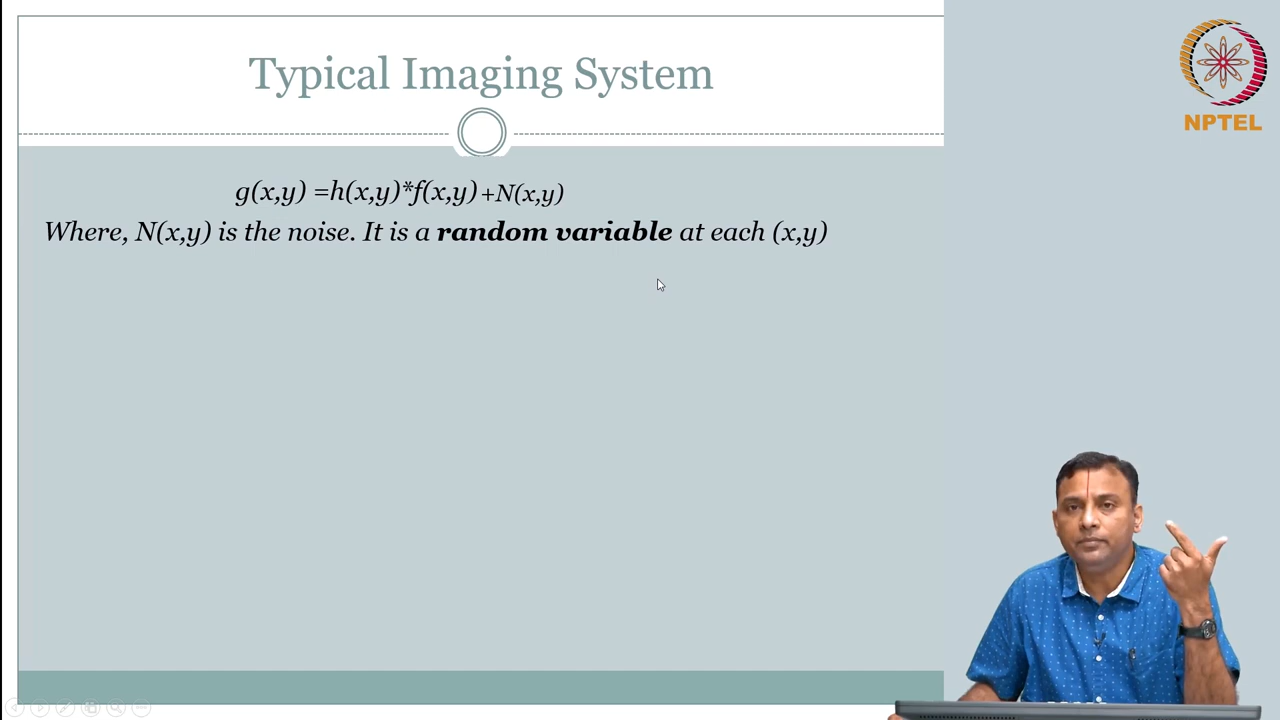 Typical Imaging System
NPTEL
g(x,y) =h(x,y)*f(x,y) +N(x,y)
Where, N(x,y) is the noise. It is a random variable at each (x,y)